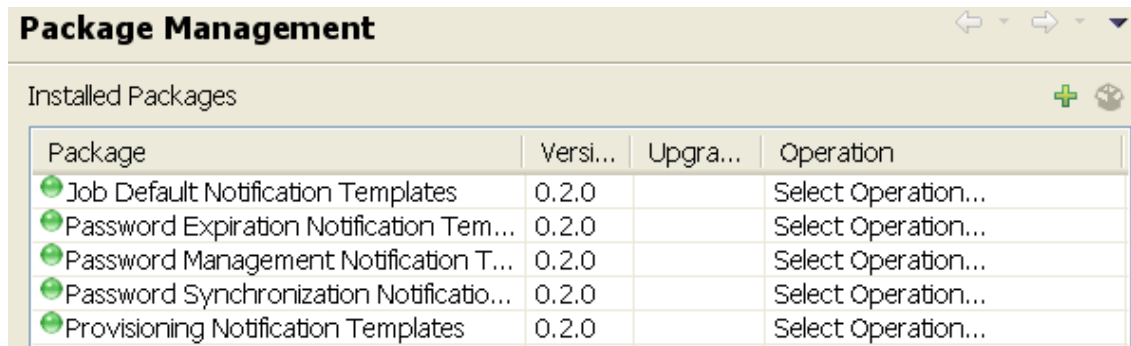 Package Management
Installed Packages
Package Versi... Upgra... Operation
Job Default Notification Templates 0.2.0 Select Operation...
Password Expiration Notification Tem... 0.2.0 Select Operation...
Password Management Notification T... 0.2.0 Select Operation...
Password Synchronization Notificatio... 0.2.0 Select Operation...
Provisioning Notification Templates 0.2.0 Select Operation...